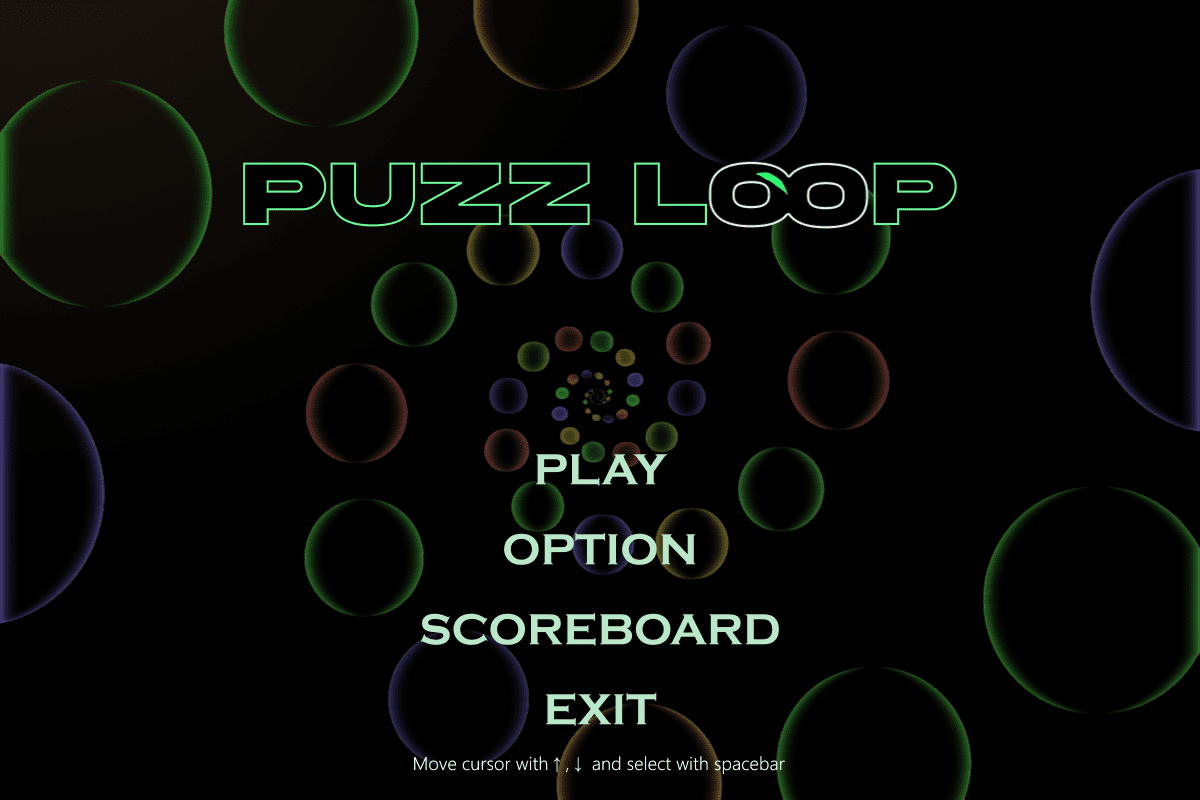 PUZZ LOOP
PLAY
OPTION
SCOREBOARD
EXIT
Move cursor with ↑,↓ and select with spacebar